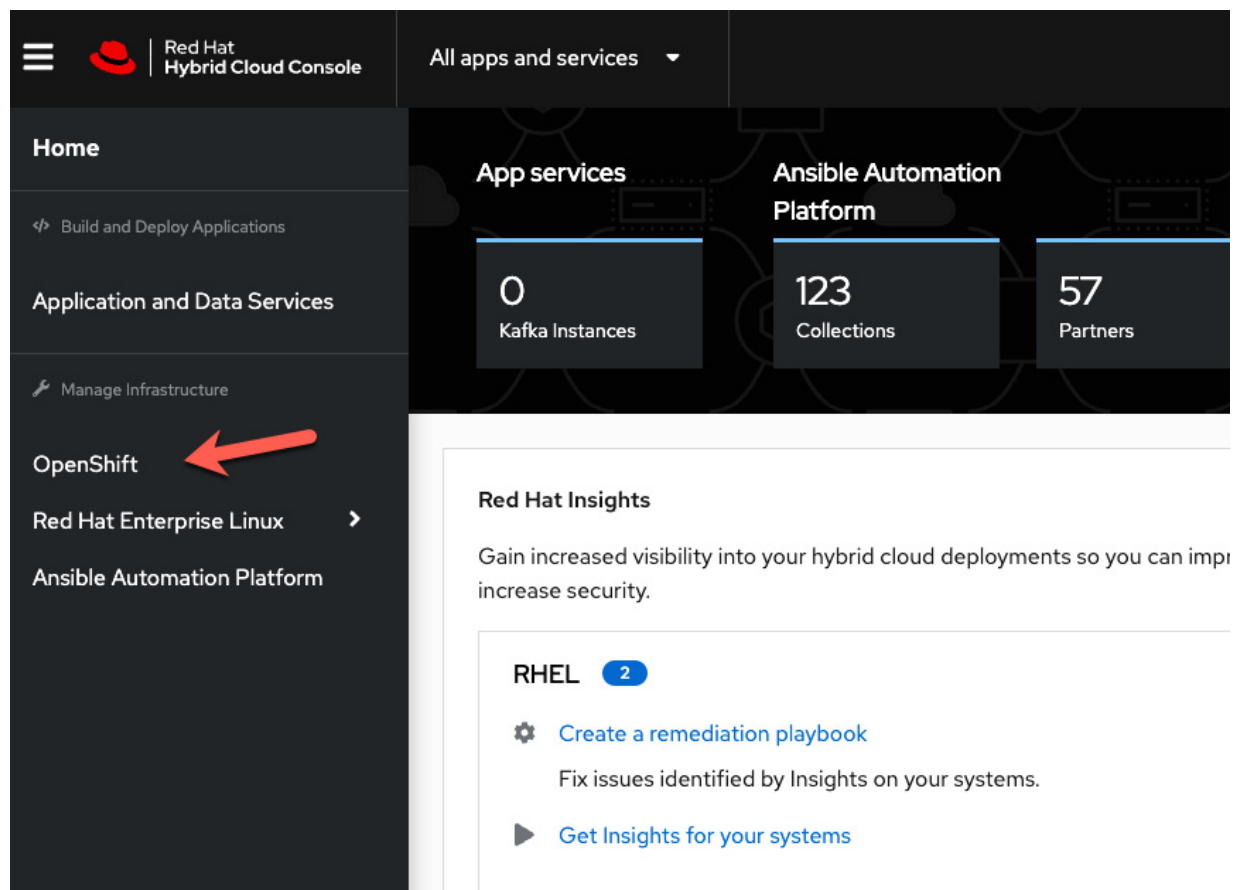 Red Hat
Hybrid Cloud Console
All apps and services
Home
Build and Deploy Applications
Application and Data Services
Manage Infrastructure
OpenShift
Red Hat Enterprise Linux
Ansible Automation Platform
App services
Ansible Automation
Platform
0
Kafka Instances
123
Collections
57
Partners
Red Hat Insights
Gain increased visibility into your hybrid cloud deployments so you can impr
increase security.
RHEL 2
Create a remediation playbook
Fix issues identified by Insights on your systems.
Get Insights for your systems